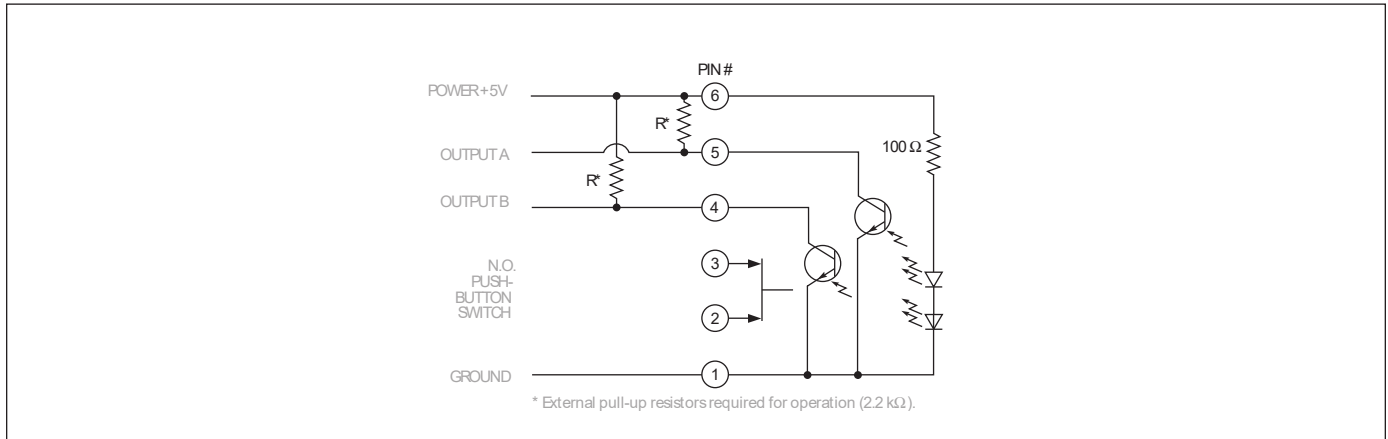 PIN #
POWER +5V
6
R*
OUTPUT A
5
100 Ω
R*
OUTPUT B
4
N.O.
PUSH-
BUTTON
SWITCH
3
2
GROUND
1
* External pull-up resistors required for operation (2.2 kΩ).